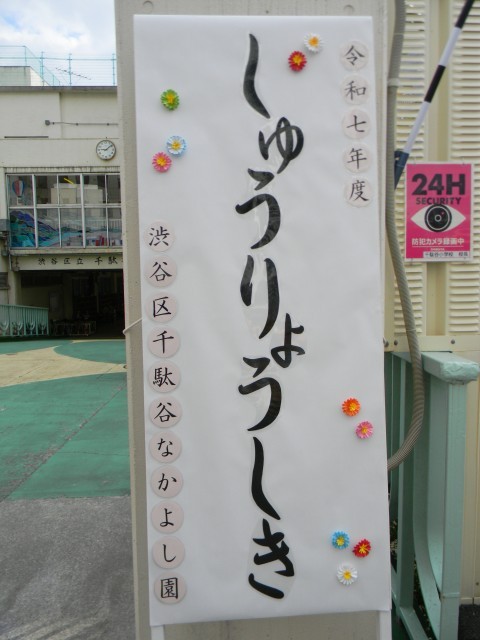 令和七年度
しゅうりょうしき
渋谷区千駄谷なかよし園
24H
SECURITY
防犯カメラ録画中
渋谷区立 千駄